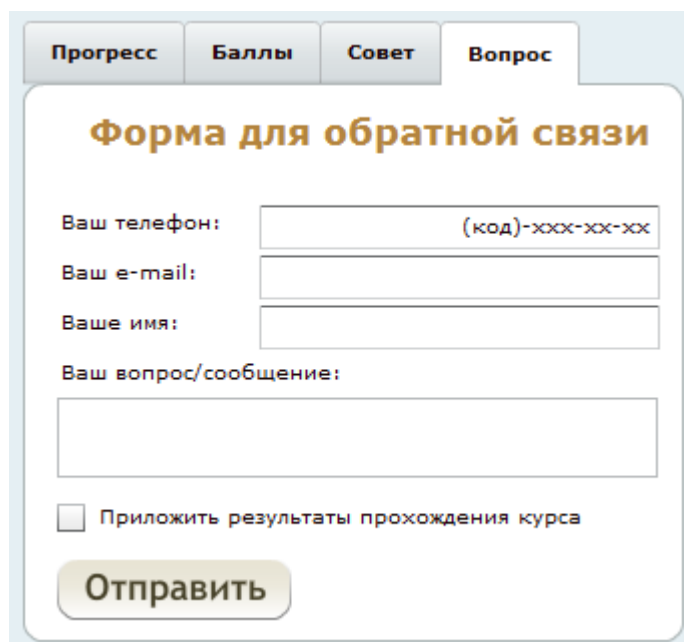 Прогресс Баллы Совет Вопрос
Форма для обратной связи
Ваш телефон: (код)-xxx-xx-xx
Ваш e-mail:
Ваше имя:
Ваш вопрос/сообщение:
Приложить результаты прохождения курса
Отправить